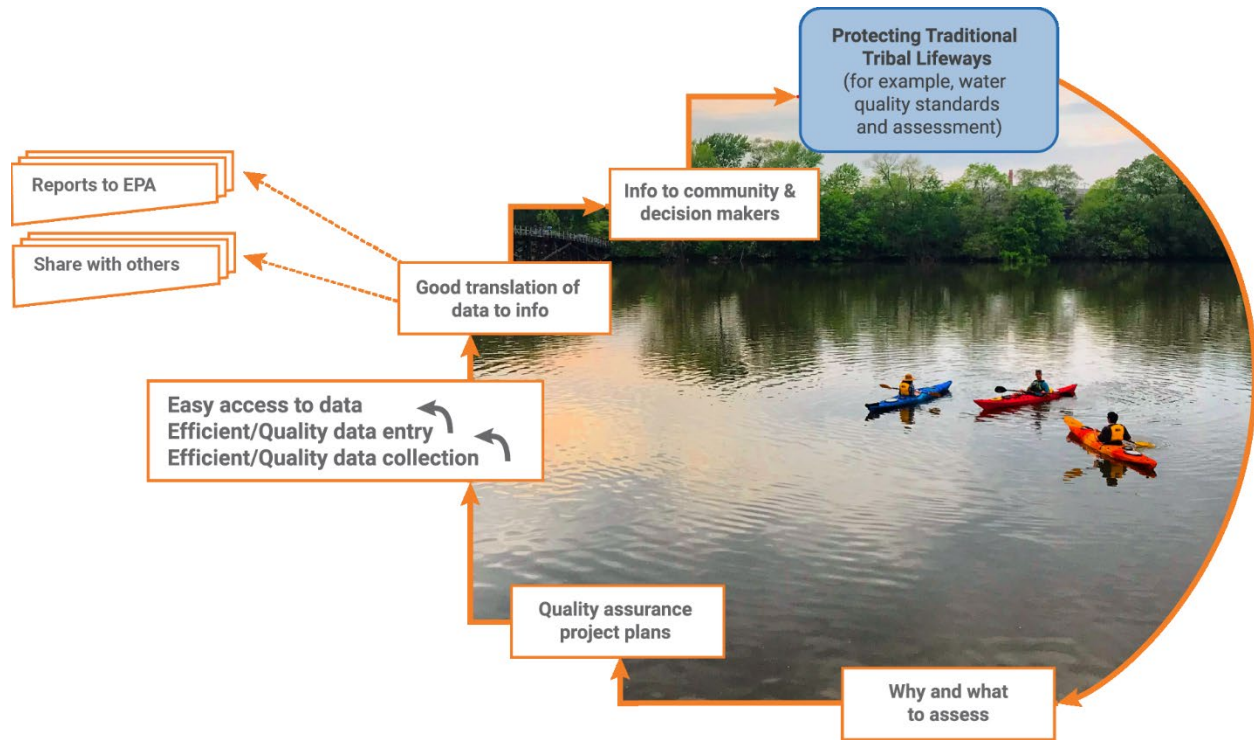 Protecting Traditional
Tribal Lifeways
(for example, water
quality standards
and assessment)
Info to community &
decision makers
Reports to EPA
Share with others
Good translation of
data to info
Easy access to data
Efficient/Quality data entry
Efficient/Quality data collection
Quality assurance
project plans
Why and what
to assess